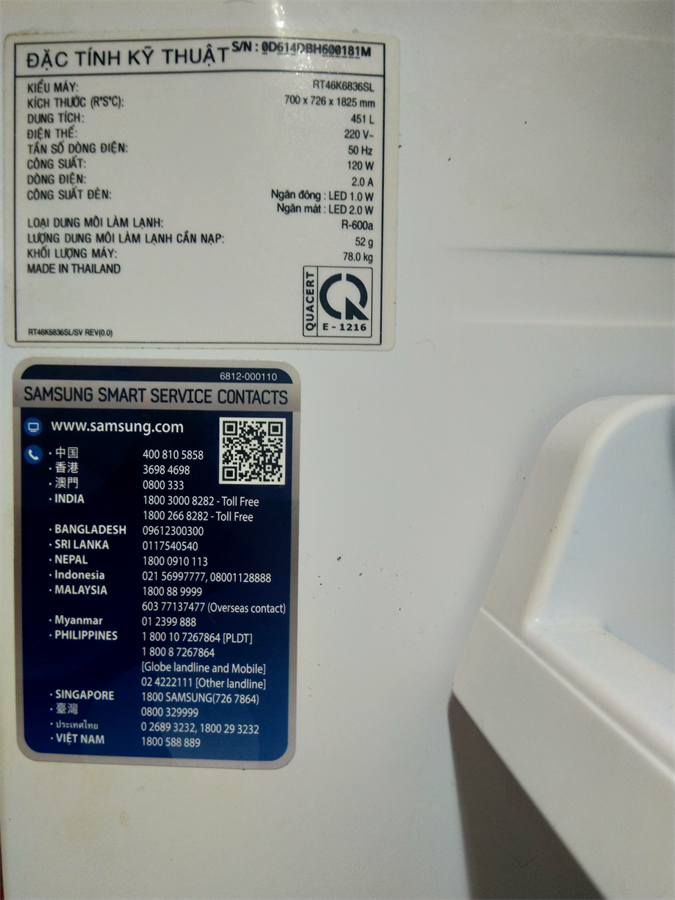 ĐẶC TÍNH KỸ THUẬT S/N : 0D614DBH600181M
KIỂU MÁY: RT46K6836SL
KÍCH THƯỚC (R*S*C): 700 x 726 x 1825 mm
DUNG TÍCH: 451 L
ĐIỆN THẾ: 220 V~
TẦN SỐ DÒNG ĐIỆN: 50 Hz
CÔNG SUẤT: 120 W
DÒNG ĐIỆN: 2.0 A
CÔNG SUẤT ĐÈN: Ngăn đông : LED 1.0 W
Ngăn mát : LED 2.0 W
LOẠI DUNG MÔI LÀM LẠNH: R-600a
LƯỢNG DUNG MÔI LÀM LẠNH CẦN NẠP: 52 g
KHỐI LƯỢNG MÁY: 78.0 kg
MADE IN THAILAND
QUACERT
E - 1216
RT46K6836SL/SV REV(0.0)
6812-000110
SAMSUNG SMART SERVICE CONTACTS
www.samsung.com
· 中国 400 810 5858
· 香港 3698 4698
· 澳門 0800 333
· INDIA 1800 3000 8282 - Toll Free
1800 266 8282 - Toll Free
· BANGLADESH 09612300300
· SRI LANKA 0117540540
· NEPAL 1800 0910 113
· Indonesia 021 56997777, 08001128888
· MALAYSIA 1800 88 9999
603 77137477 (Overseas contact)
· Myanmar 01 2399 888
· PHILIPPINES 1 800 10 7267864 [PLDT]
1 800 8 7267864
[Globe landline and Mobile]
02 4222111 [Other landline]
· SINGAPORE 1800 SAMSUNG(726 7864)
· 臺灣 0800 329999
· ประเทศไทย 0 2689 3232, 1800 29 3232
· VIỆT NAM 1800 588 889